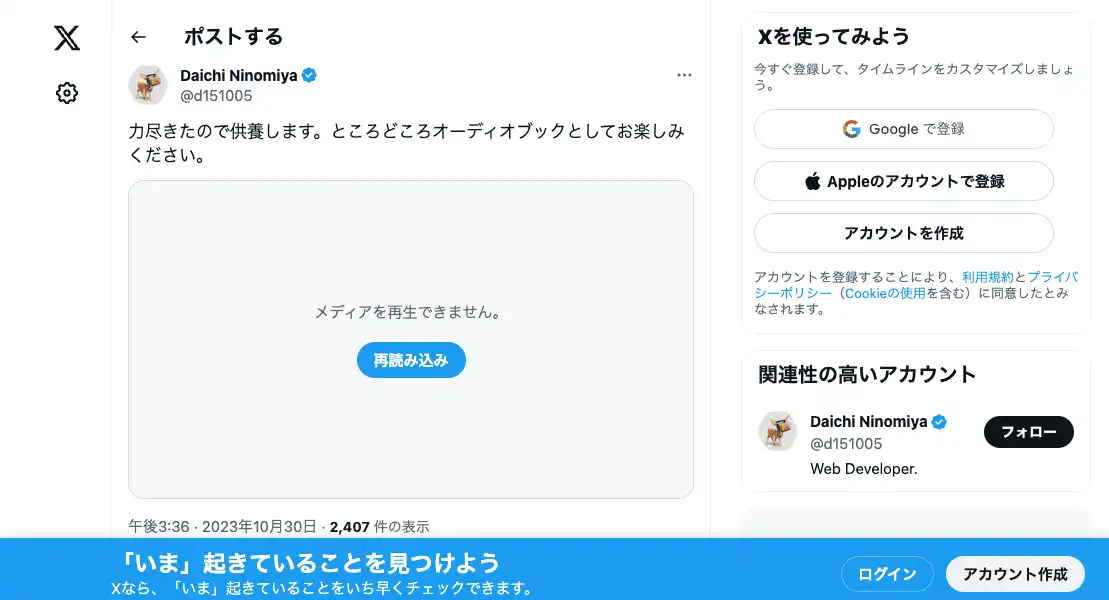 ポストする
Daichi Ninomiya
@d151005
力尽きたので供養します。ところどころオーディオブックとしてお楽しみ
ください。
メディアを再生できません。
再読み込み
午後3:36 · 2023年10月30日 · 2,407 件の表示
Xを使ってみよう
今すぐ登録して、タイムラインをカスタマイズしましょ
う。
Google で登録
Appleのアカウントで登録
アカウントを作成
アカウントを登録することにより、利用規約とプライバ
シーポリシー（Cookieの使用を含む）に同意したとみ
なされます。
関連性の高いアカウント
Daichi Ninomiya
@d151005
フォロー
Web Developer.
「いま」起きていることを見つけよう
Xなら、「いま」起きていることをいち早くチェックできます。
ログイン
アカウント作成